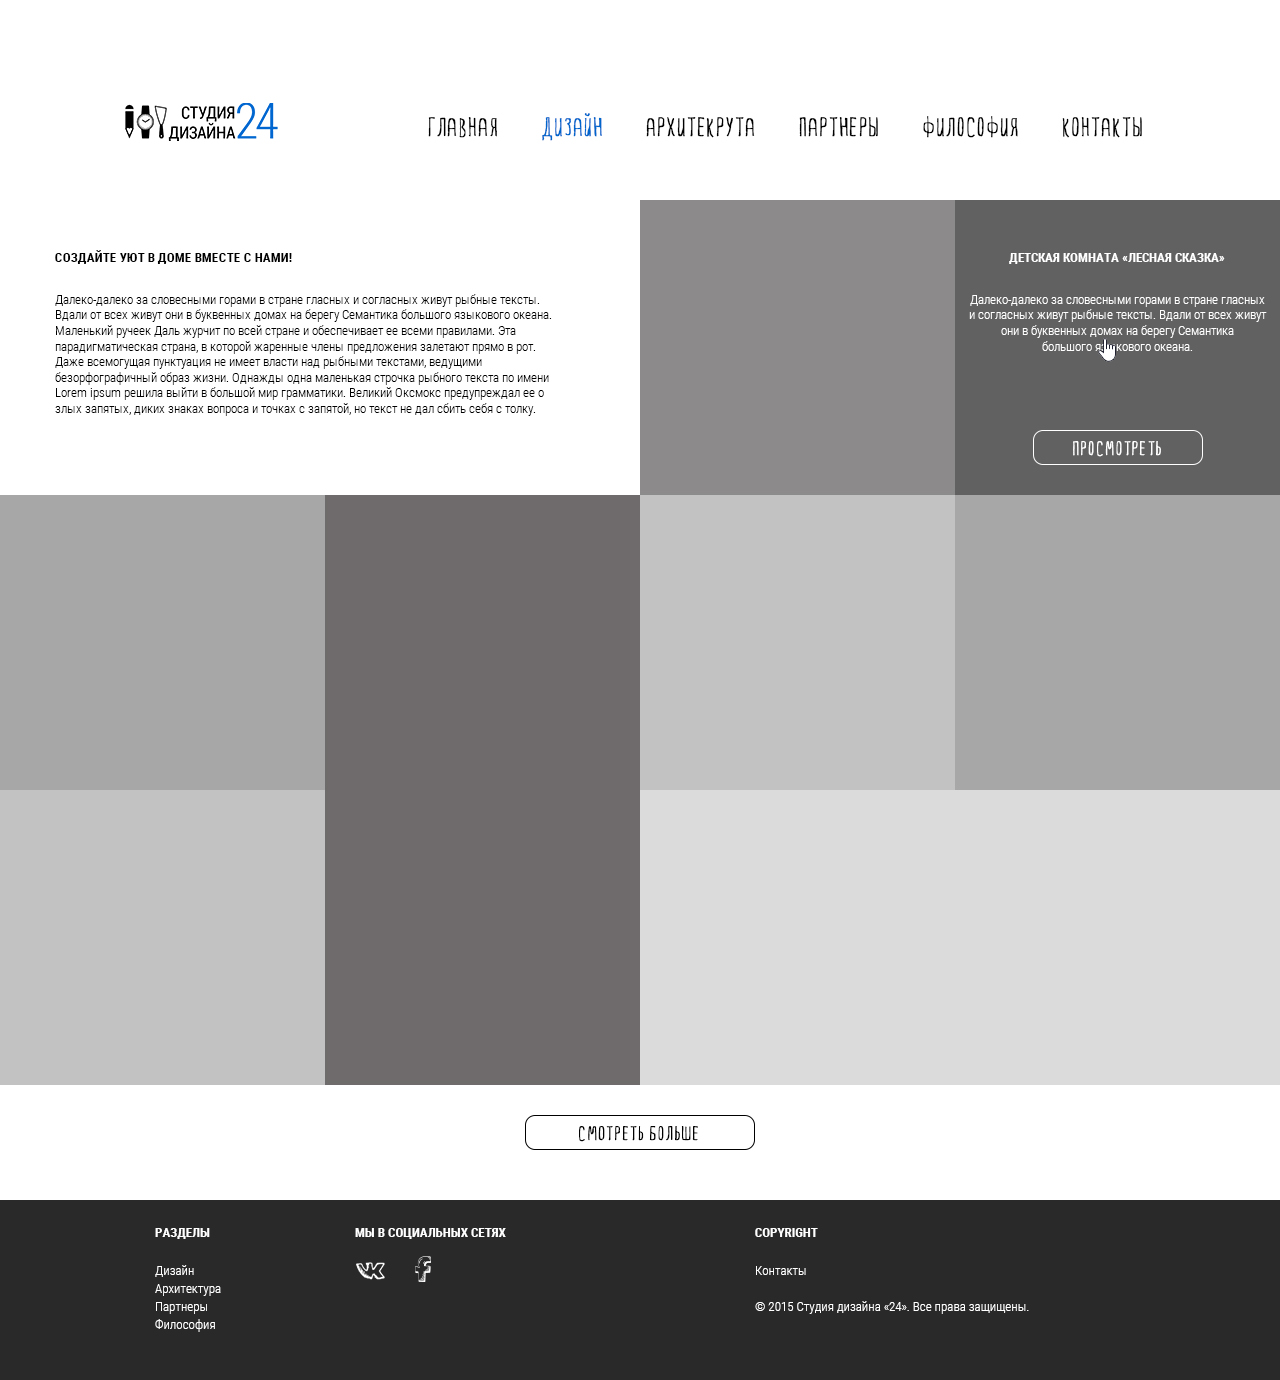 СТУДИЯ
ДИЗАЙНА 24
ГЛАВНАЯ ДИЗАЙН АРХИТЕКРУТА ПАРТНЕРЫ ФИЛОСОФИЯ КОНТАКТЫ
СОЗДАЙТЕ УЮТ В ДОМЕ ВМЕСТЕ С НАМИ!
Далеко-далеко за словесными горами в стране гласных и согласных живут рыбные тексты.
Вдали от всех живут они в буквенных домах на берегу Семантика большого языкового океана.
Маленький ручеек Даль журчит по всей стране и обеспечивает ее всеми правилами. Эта
парадигматическая страна, в которой жаренные члены предложения залетают прямо в рот.
Даже всемогущая пунктуация не имеет власти над рыбными текстами, ведущими
безорфографичный образ жизни. Однажды одна маленькая строчка рыбного текста по имени
Lorem ipsum решила выйти в большой мир грамматики. Великий Оксмокс предупреждал ее о
злых запятых, диких знаках вопроса и точках с запятой, но текст не дал сбить себя с толку.
ДЕТСКАЯ КОМНАТА «ЛЕСНАЯ СКАЗКА»
Далеко-далеко за словесными горами в стране гласных
и согласных живут рыбные тексты. Вдали от всех живут
они в буквенных домах на берегу Семантика
большого языкового океана.
ПРОСМОТРЕТЬ
СМОТРЕТЬ БОЛЬШЕ
РАЗДЕЛЫ
Дизайн
Архитектура
Партнеры
Философия
МЫ В СОЦИАЛЬНЫХ СЕТЯХ
COPYRIGHT
Контакты
© 2015 Студия дизайна «24». Все права защищены.